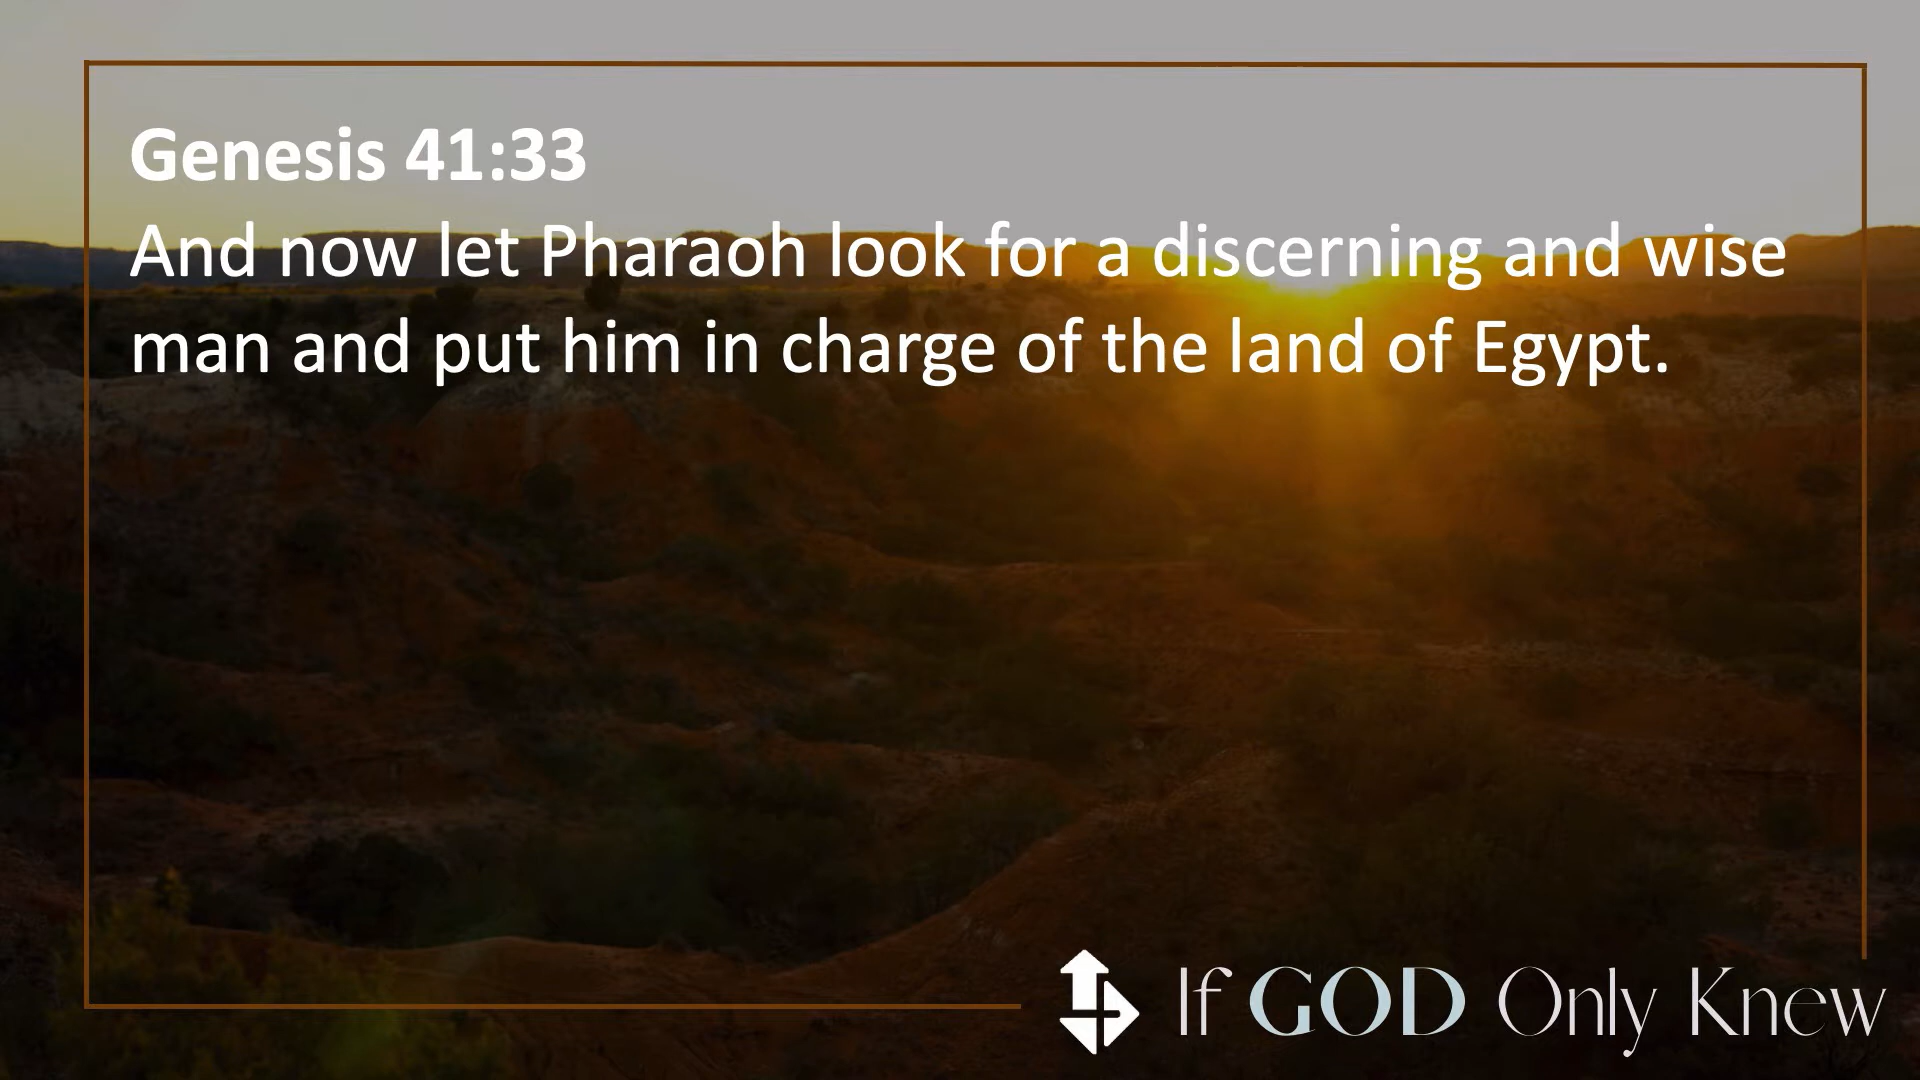 Genesis 41:33
And now let Pharaoh look for a discerning and wise
man and put him in charge of the land of Egypt.
If GOD Only Knew